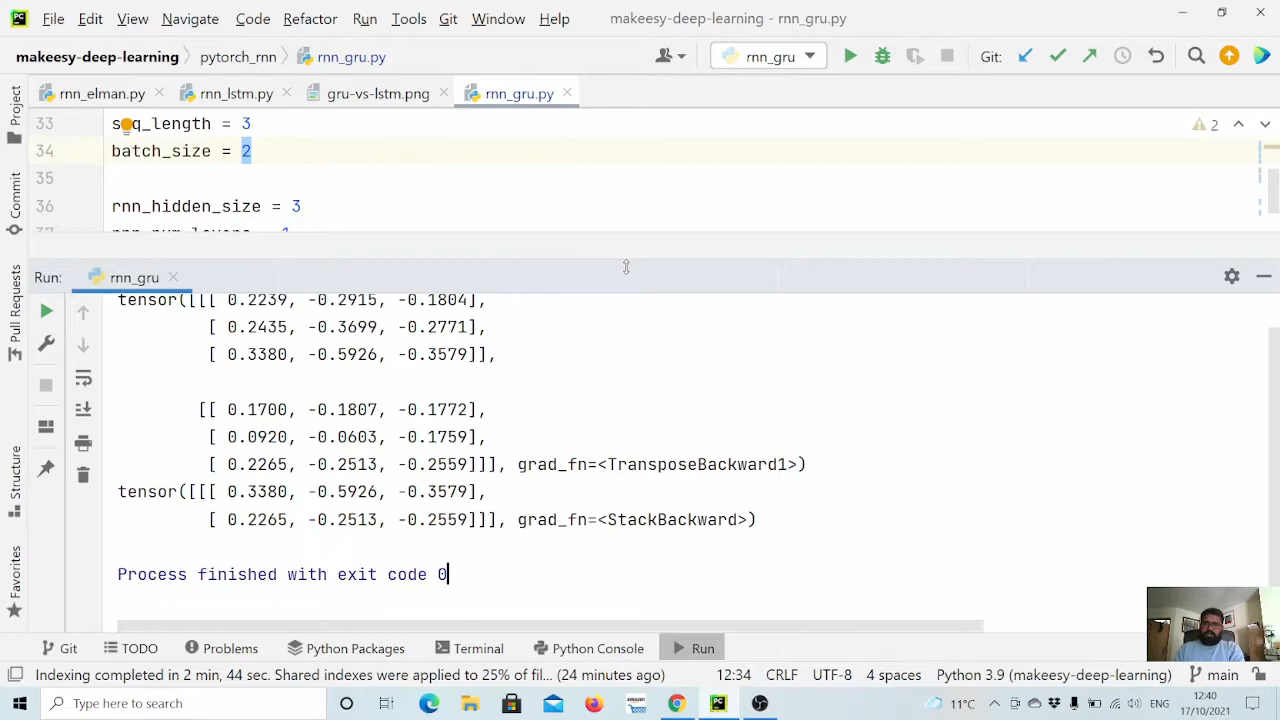 File Edit View Navigate Code Refactor Run Tools Git Window Help makeesy-deep-learning - rnn_gru.py
makeesy-deep-learning pytorch_rnn rnn_gru.py rnn_gru Git:
rnn_elman.py rnn_lstm.py gru-vs-lstm.png rnn_gru.py
Project
Commit
Pull Requests
Structure
Favorites
33 s q_length = 3
2
34 batch_size = 2
35
36 rnn_hidden_size = 3
Run: rnn_gru
tensor([[[ 0.2239, -0.2915, -0.1804],
[ 0.2435, -0.3699, -0.2771],
[ 0.3380, -0.5926, -0.3579]],
[[ 0.1700, -0.1807, -0.1772],
[ 0.0920, -0.0603, -0.1759],
[ 0.2265, -0.2513, -0.2559]]], grad_fn=<TransposeBackward1>)
tensor([[[ 0.3380, -0.5926, -0.3579],
[ 0.2265, -0.2513, -0.2559]]], grad_fn=<StackBackward>)
Process finished with exit code 0
Git TODO Problems Python Packages Terminal Python Console Run
Indexing completed in 2 min, 44 sec. Shared indexes were applied to 25% of fil... (24 minutes ago) 12:34 CRLF UTF-8 4 spaces Python 3.9 (makeesy-deep-learning) main
Type here to search 11°C ENG 12:40
17/10/2021